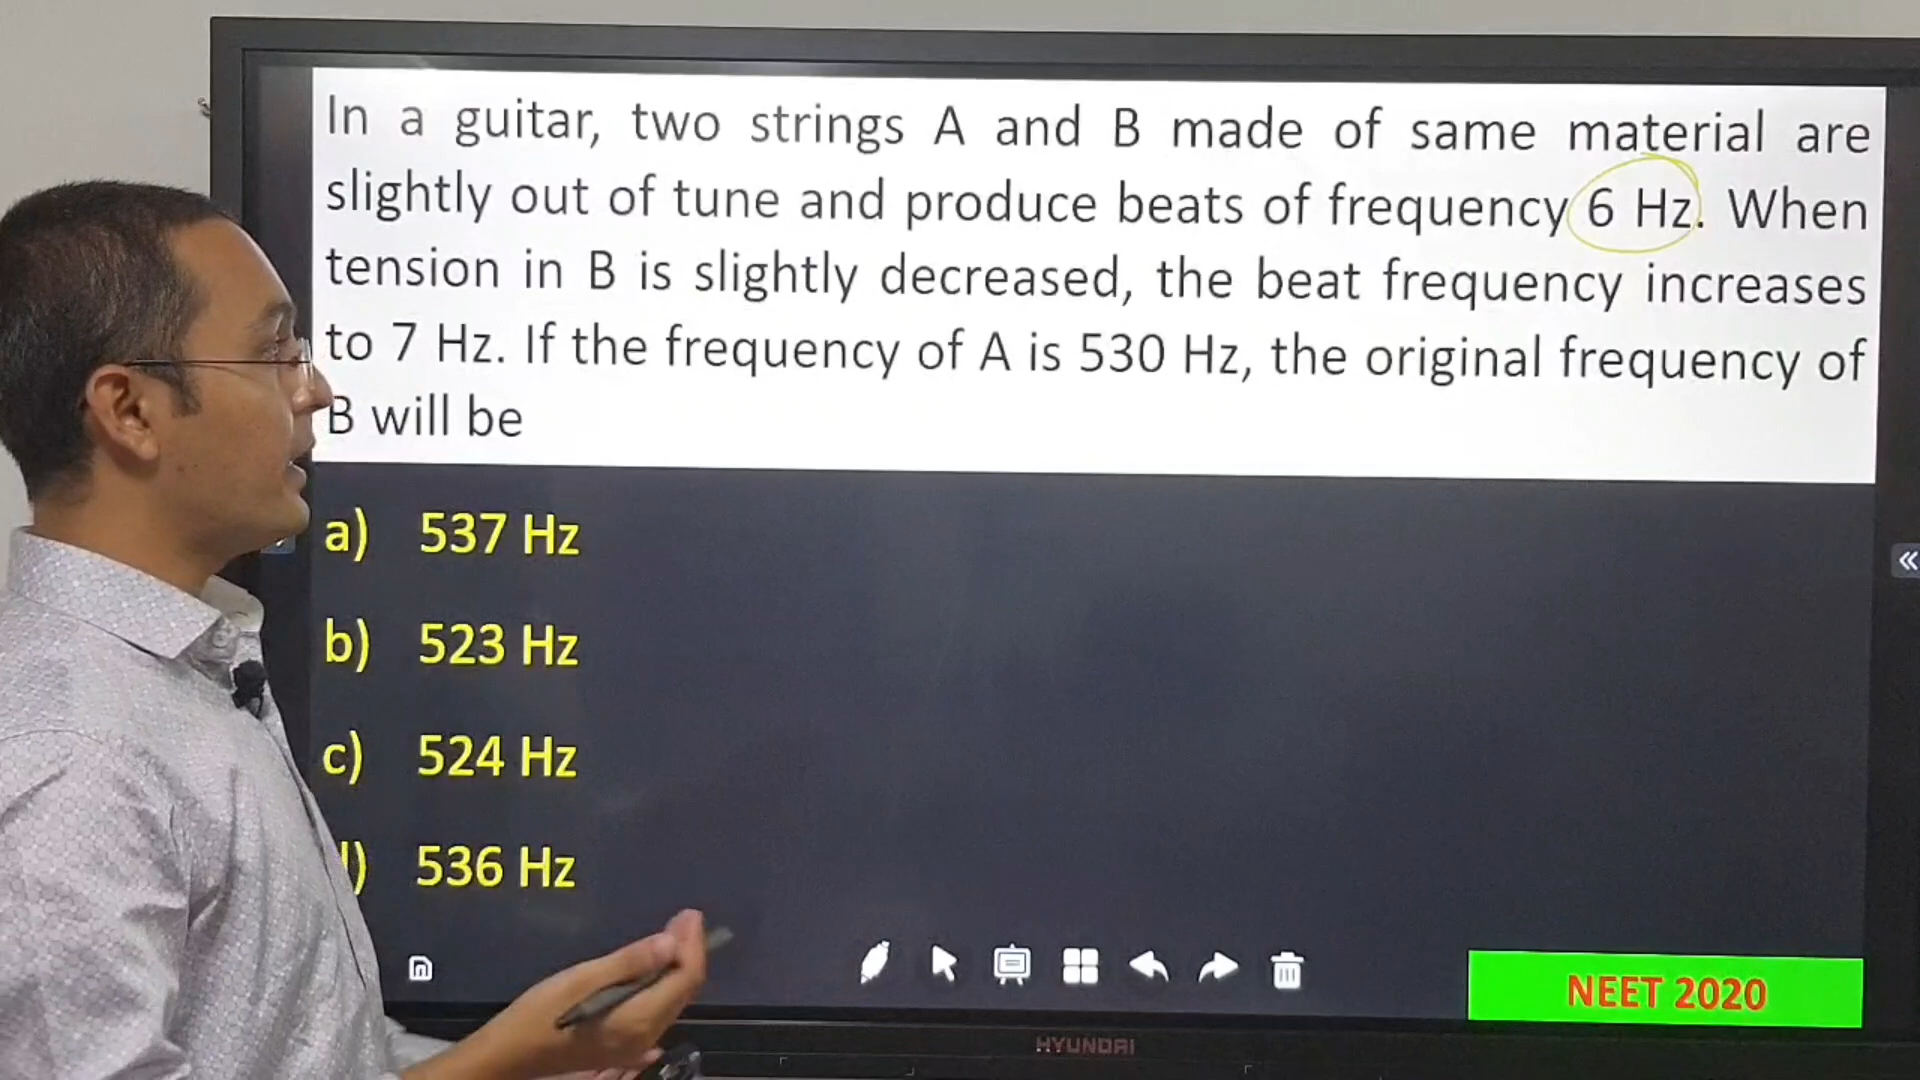 In a guitar, two strings A and B made of same material are
slightly out of tune and produce beats of frequency 6 Hz. When
tension in B is slightly decreased, the beat frequency increases
to 7 Hz. If the frequency of A is 530 Hz, the original frequency of
B will be
a) 537 Hz
b) 523 Hz
c) 524 Hz
d) 536 Hz
NEET 2020
HYUNDAI